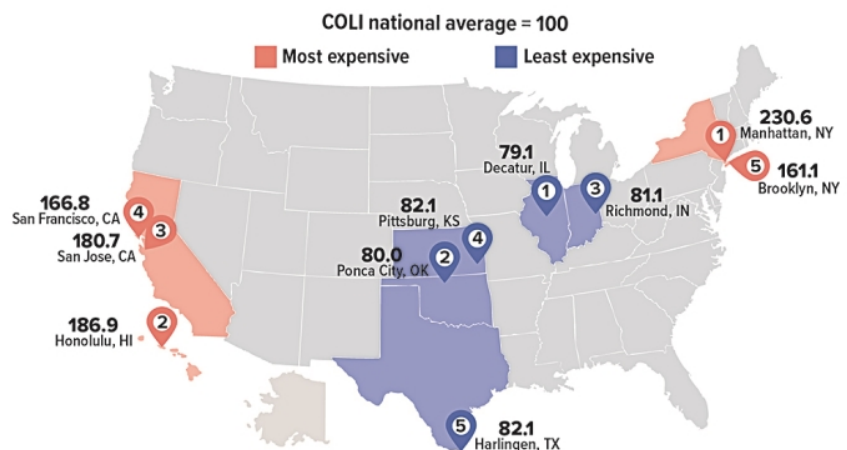 COLI national average = 100
Most expensive
Least expensive
230.6
1
Manhattan, NY
5
161.1
Brooklyn, NY
79.1
Decatur, IL
1
3
81.1
Richmond, IN
166.8
4
San Francisco, CA
3
180.7
San Jose, CA
82.1
Pittsburg, KS
4
80.0
2
Ponca City, OK
186.9
2
Honolulu, HI
5
82.1
Harlingen, TX